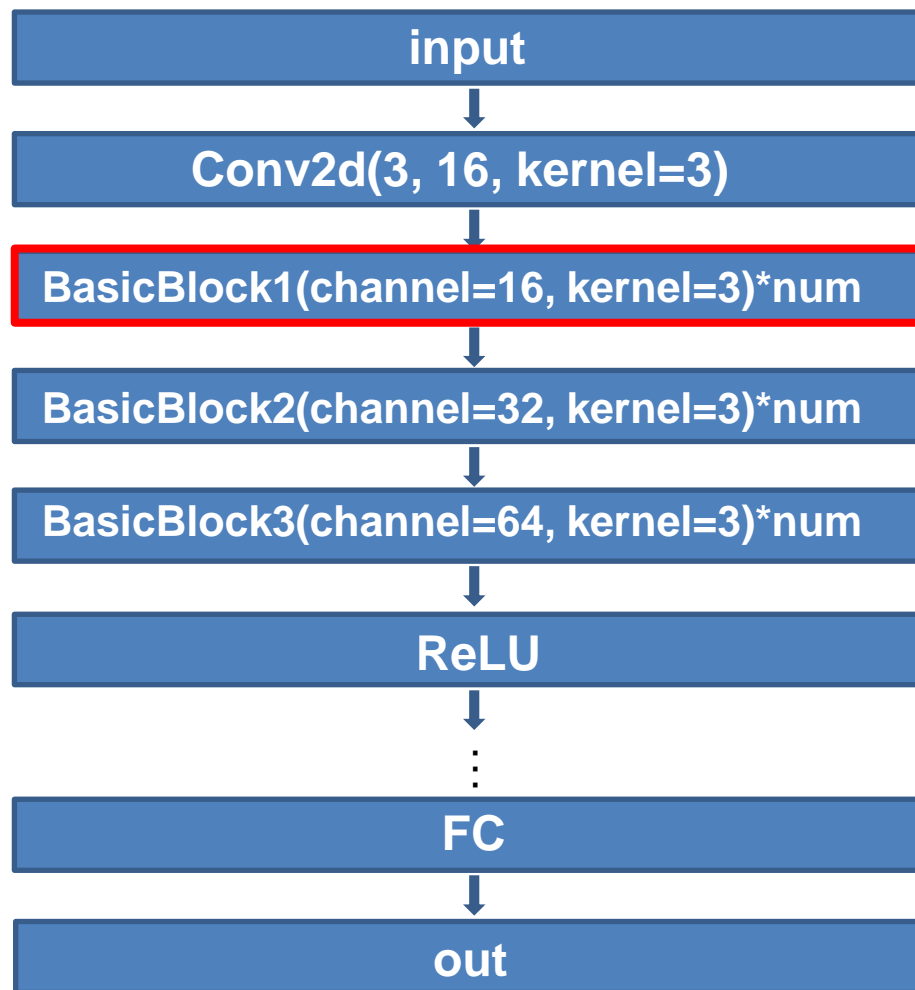 input
Conv2d(3, 16, kernel=3)
BasicBlock1(channel=16, kernel=3)*num
BasicBlock2(channel=32, kernel=3)*num
BasicBlock3(channel=64, kernel=3)*num
ReLU
⋮
FC
out